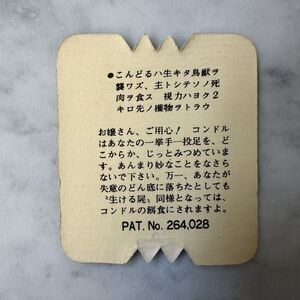 ●こんどるハ生キタ鳥獣ヲ
襲ワズ、主トシテソノ死
肉ヲ食ス 視力ハヨク2
キロ先ノ獲物ヲトラウ
お嬢さん、ご用心! コンドル
はあなたの一挙手一投足を、ど
こからか、じっとみつめていま
す。あんまり妙なことをなさら
ないで下さい。万一、あなたが
失意のどん底に落ちたとしても
〝生ける屍〟同様となっては、
コンドルの餌食にされますよ。
PAT. No. 264,028